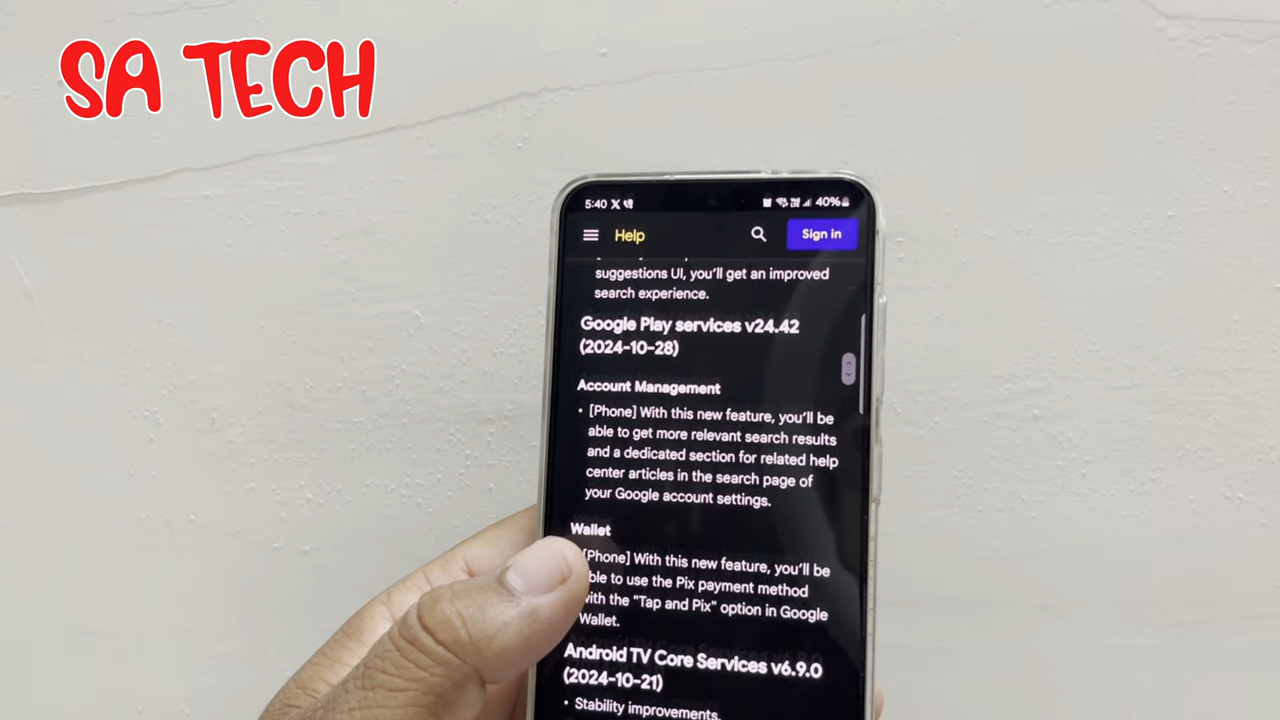 SA TECH
5:40
40%
Help
Sign in
suggestions UI, you'll get an improved
search experience.
Google Play services v24.42
(2024-10-28)
Account Management
• [Phone] With this new feature, you'll be
able to get more relevant search results
and a dedicated section for related help
center articles in the search page of
your Google account settings.
Wallet
[Phone] With this new feature, you'll be
ble to use the Pix payment method
with the "Tap and Pix" option in Google
Wallet.
Android TV Core Services v6.9.0
(2024-10-21)
• Stability improvements.